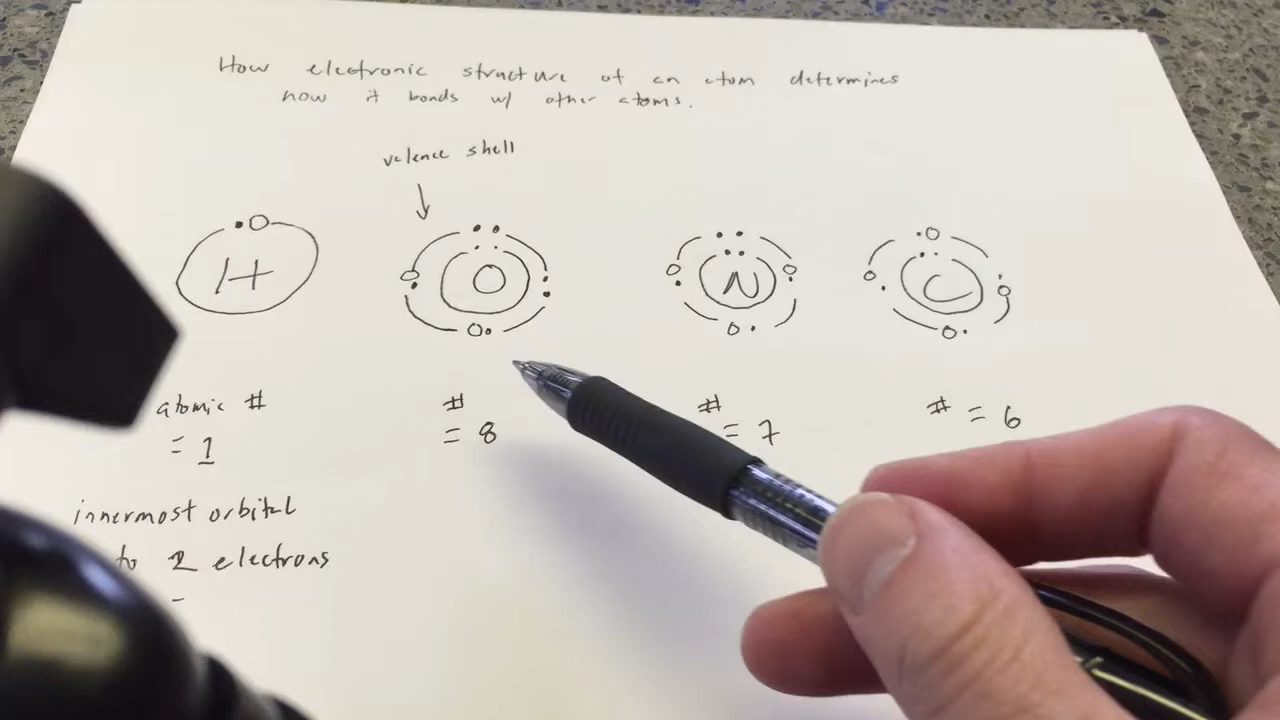 How electronic structure of an atom determines
how it bonds w/ other atoms.
valence shell
H
O
N
C
atomic #
= 1
#
= 8
#
= 7
# = 6
innermost orbital
to 2 electrons